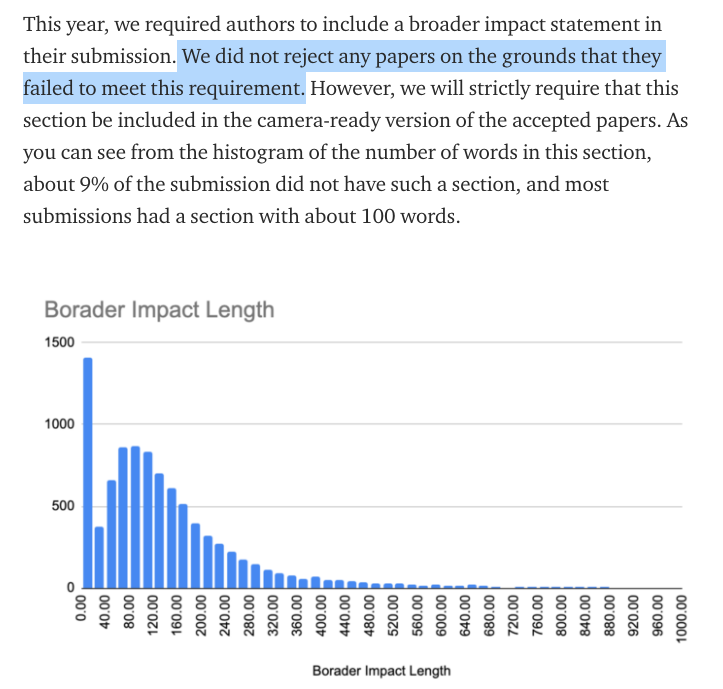 This year, we required authors to include a broader impact statement in
their submission. We did not reject any papers on the grounds that they
failed to meet this requirement. However, we will strictly require that this
section be included in the camera-ready version of the accepted papers. As
you can see from the histogram of the number of words in this section,
about 9% of the submission did not have such a section, and most
submissions had a section with about 100 words.
Borader Impact Length
1500
1000
500
0
0.00 40.00 80.00 120.00 160.00 200.00 240.00 280.00 320.00 360.00 400.00 440.00 480.00 520.00 560.00 600.00 640.00 680.00 720.00 760.00 800.00 840.00 880.00 920.00 960.00 1000.00
Borader Impact Length